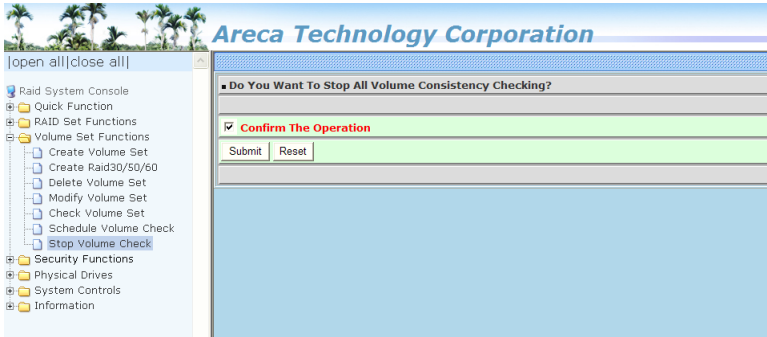 Areca Technology Corporation
|open all|close all|
Raid System Console
Quick Function
RAID Set Functions
Volume Set Functions
Create Volume Set
Create Raid30/50/60
Delete Volume Set
Modify Volume Set
Check Volume Set
Schedule Volume Check
Stop Volume Check
Security Functions
Physical Drives
System Controls
Information
Do You Want To Stop All Volume Consistency Checking?
Confirm The Operation
Submit Reset